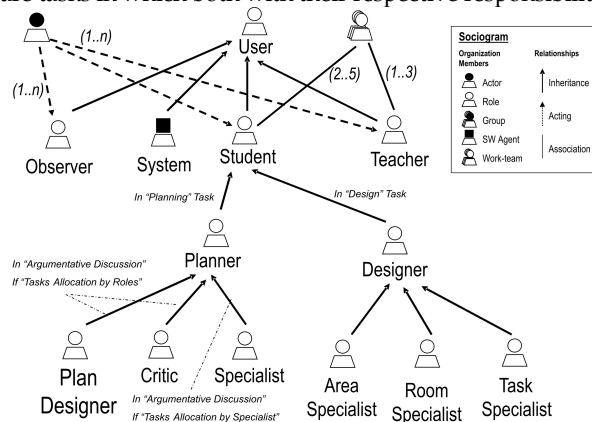 are tasks in which both with their respective responsibili
User
(1..n)
(1..n)
(2..5)
(1..3)
Observer
System
Student
Teacher
In "Planning" Task
In "Design" Task
Planner
Designer
In "Argumentative Discussion"
If "Tasks Allocation by Roles"
Plan
Designer
Critic
Specialist
In "Argumentative Discussion"
If "Tasks Allocation by Specialist"
Area
Specialist
Room
Specialist
Task
Specialist
Sociogram
Organization
Members
Relationships
Actor
Role
Group
SW Agent
Work-team
Inheritance
Acting
Association